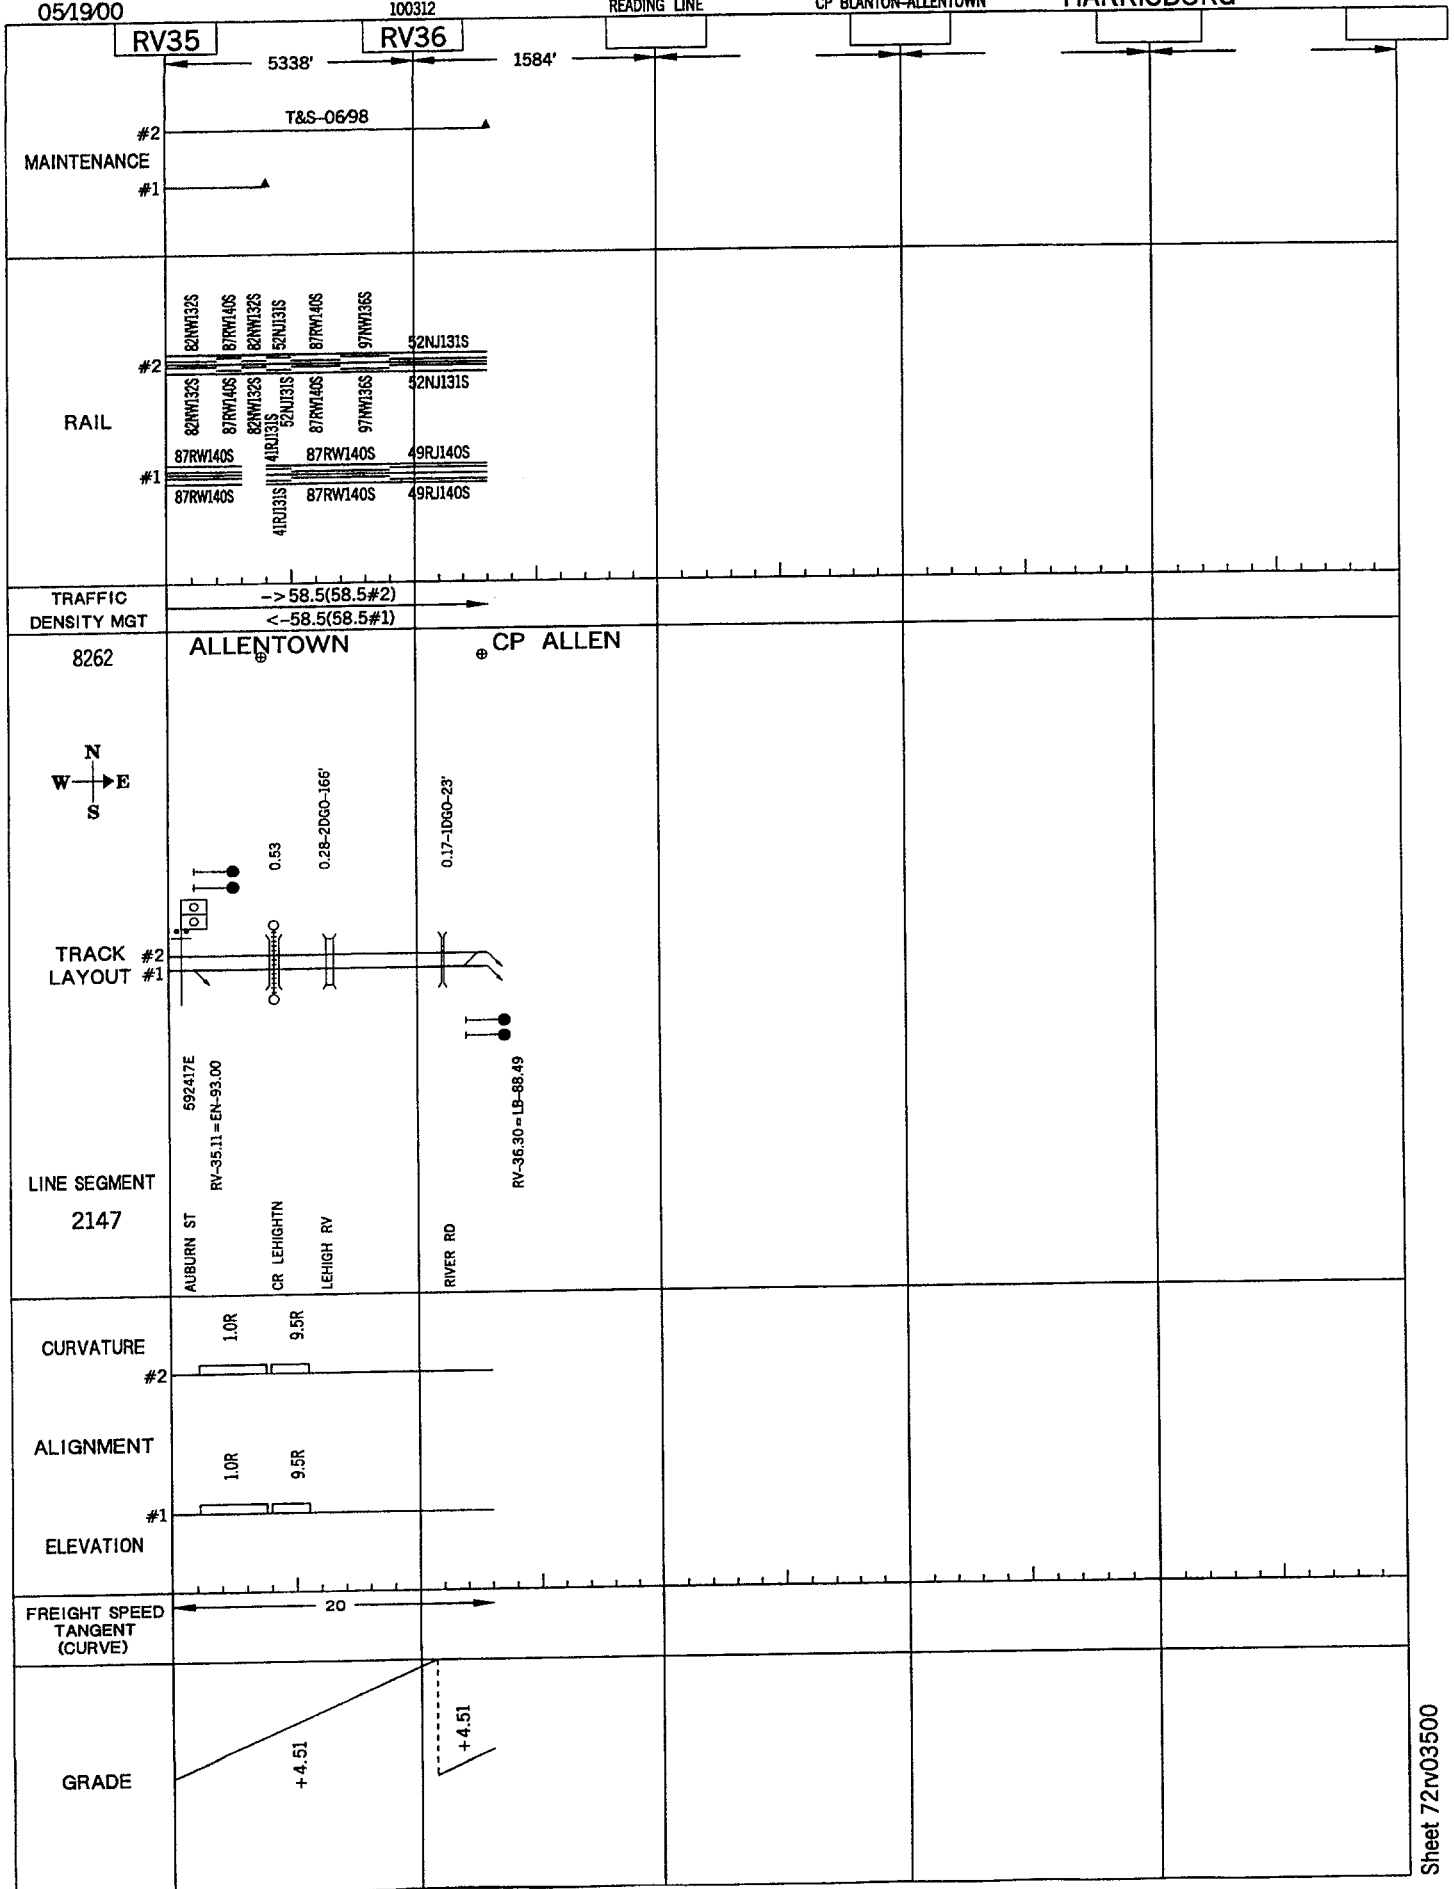 05/19/00
100312
READING LINE
CP BLANTON-ALLENTOWN
HARRISBURG
RV35
RV36
5338'
1584'
MAINTENANCE
#2
T&S-06/98
#1
RAIL
#2
82NW132S
87RW140S
82NW132S
52NJ131S
87RW140S
97NW136S
52NJ131S
82NW132S
87RW140S
82NW132S
41RJ131S
52NJ131S
87RW140S
97NW136S
52NJ131S
#1
87RW140S
87RW140S
49RJ140S
87RW140S
41RJ131S
87RW140S
49RJ140S
TRAFFIC
DENSITY MGT
->58.5(58.5#2)
<-58.5(58.5#1)
8262
ALLENTOWN
CP ALLEN
N
W E
S
0.53
0.28-2DGO-166'
0.17-1DGO-23'
TRACK #2
LAYOUT #1
592417E
RV-35.11=EN-93.00
RV-36.30=LB-88.49
LINE SEGMENT
2147
AUBURN ST
CR LEHIGHTN
LEHIGH RV
RIVER RD
CURVATURE
#2
1.0R
9.5R
ALIGNMENT
1.0R
9.5R
#1
ELEVATION
FREIGHT SPEED
TANGENT
(CURVE)
20
GRADE
+4.51
+4.51
Sheet 72rv03500